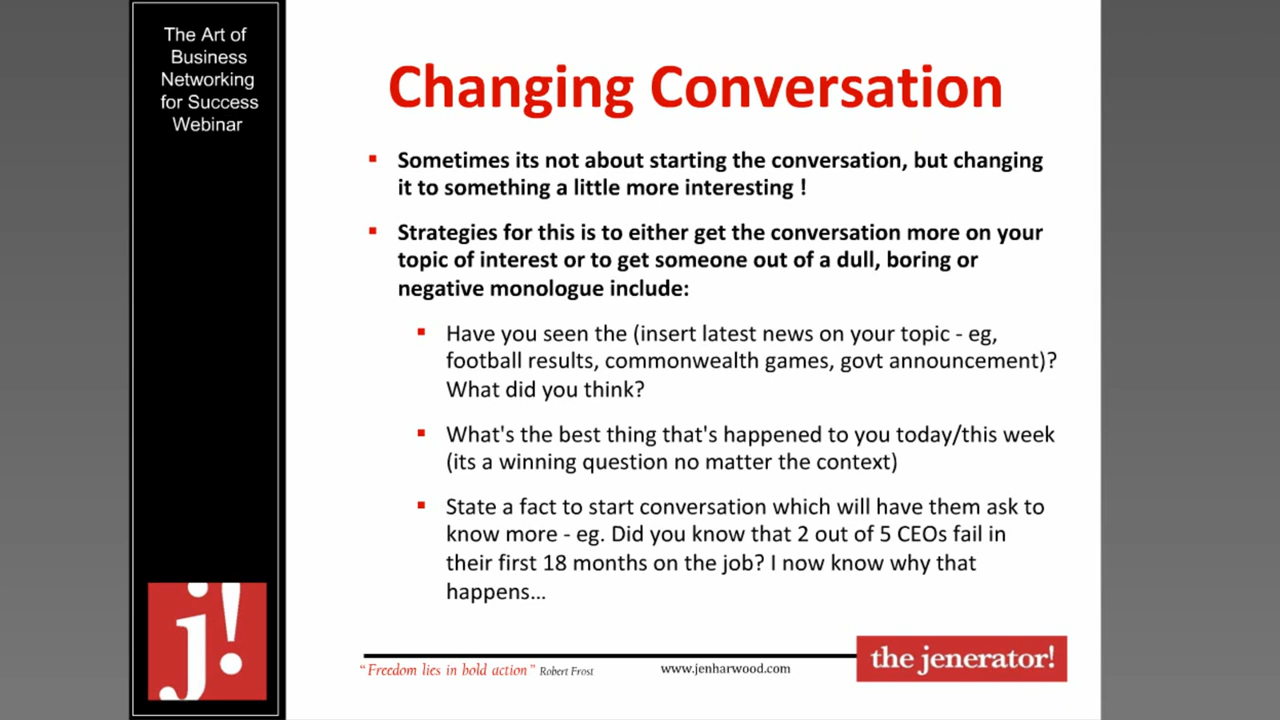 The Art of
Business
Networking
for Success
Webinar
Changing Conversation
Sometimes its not about starting the conversation, but changing
it to something a little more interesting !
Strategies for this is to either get the conversation more on your
topic of interest or to get someone out of a dull, boring or
negative monologue include:
Have you seen the (insert latest news on your topic - eg,
football results, commonwealth games, govt announcement)?
What did you think?
What's the best thing that's happened to you today/this week
(its a winning question no matter the context)
State a fact to start conversation which will have them ask to
know more - eg. Did you know that 2 out of 5 CEOs fail in
their first 18 months on the job? I now know why that
happens...
j!
“Freedom lies in bold action” Robert Frost
www.jenharwood.com
the jenerator!